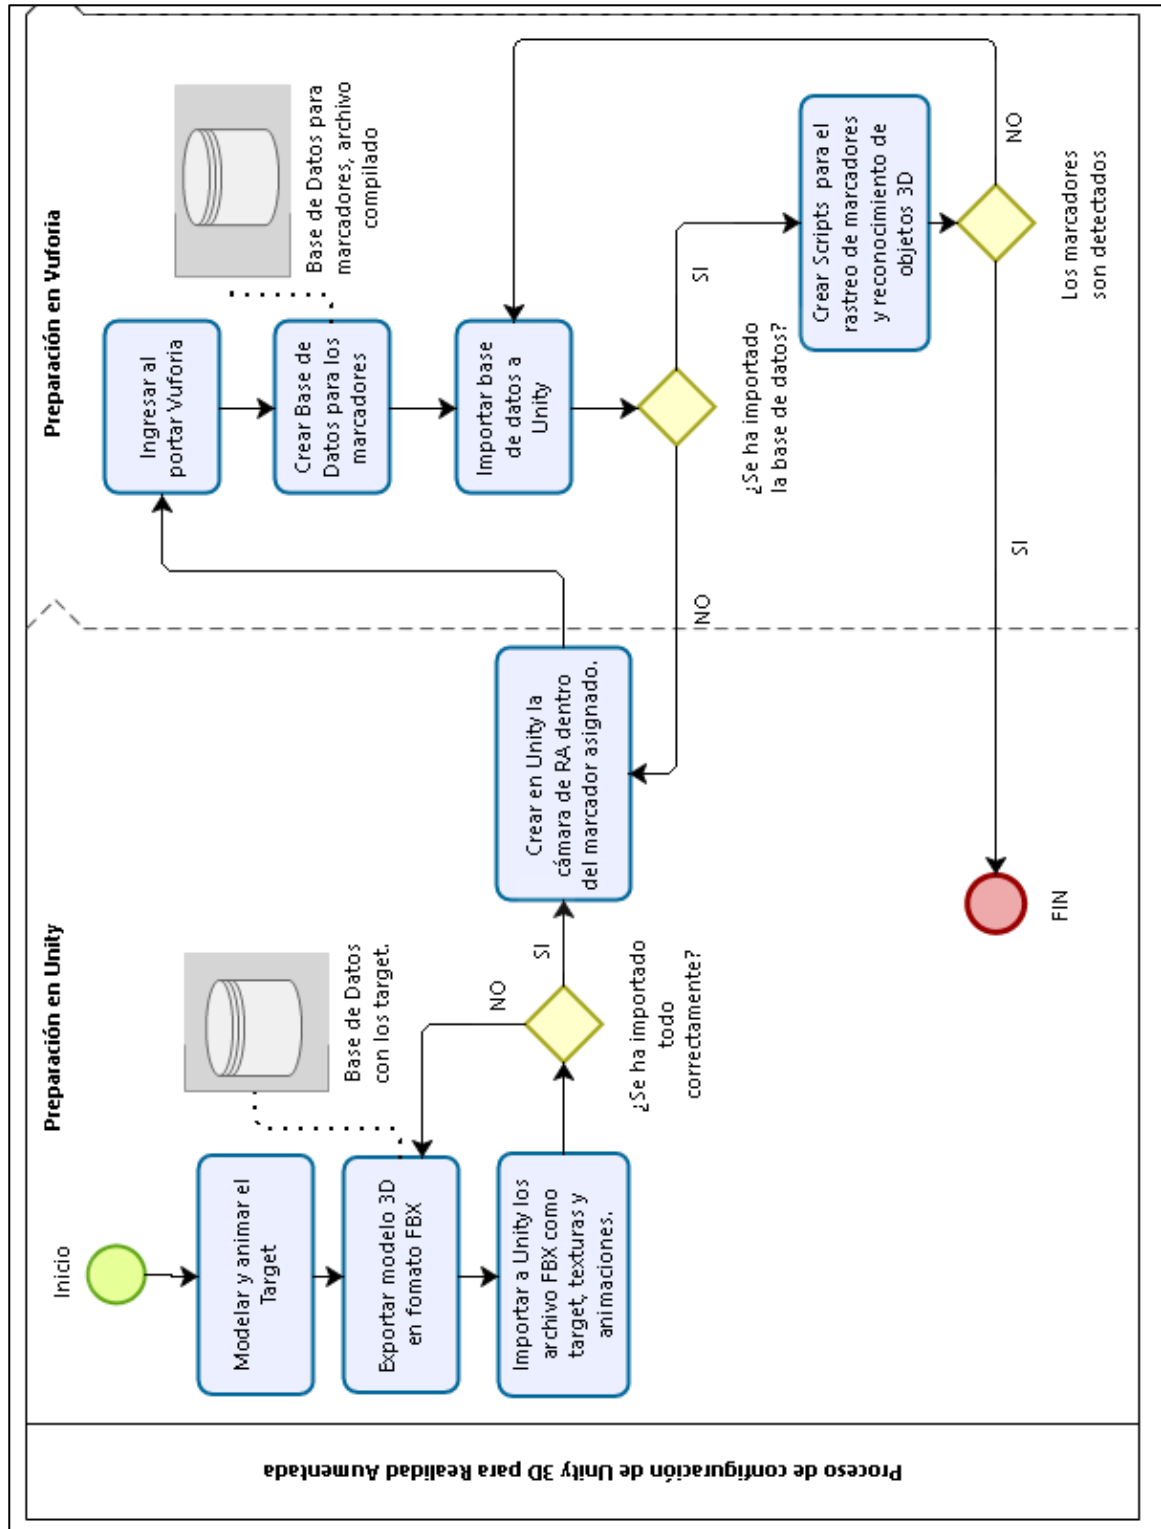 Proceso de configuración de Unity 3D para Realidad Aumentada
Preparación en Unity
Inicio
Modelar y animar el
Target
Exportar modelo 3D
en fomato FBX
Base de Datos
con los target.
Importar a Unity los
archivo FBX como
target, texturas y
animaciones.
¿Se ha importado
todo
correctamente?
NO
SI
Crear en Unity la
cámara de RA dentro
del marcador asignado.
FIN
Preparación en Vuforia
Ingresar al
portar Vuforia
Crear Base de
Datos para los
marcadores
Base de Datos para
marcadores, archivo
compilado
Importar base
de datos a
Unity
¿Se ha importado
la base de datos?
NO
SI
Crear Scripts para el
rastreo de marcadores
y reconocimiento de
objetos 3D
Los marcadores
son detectados
NO
SI